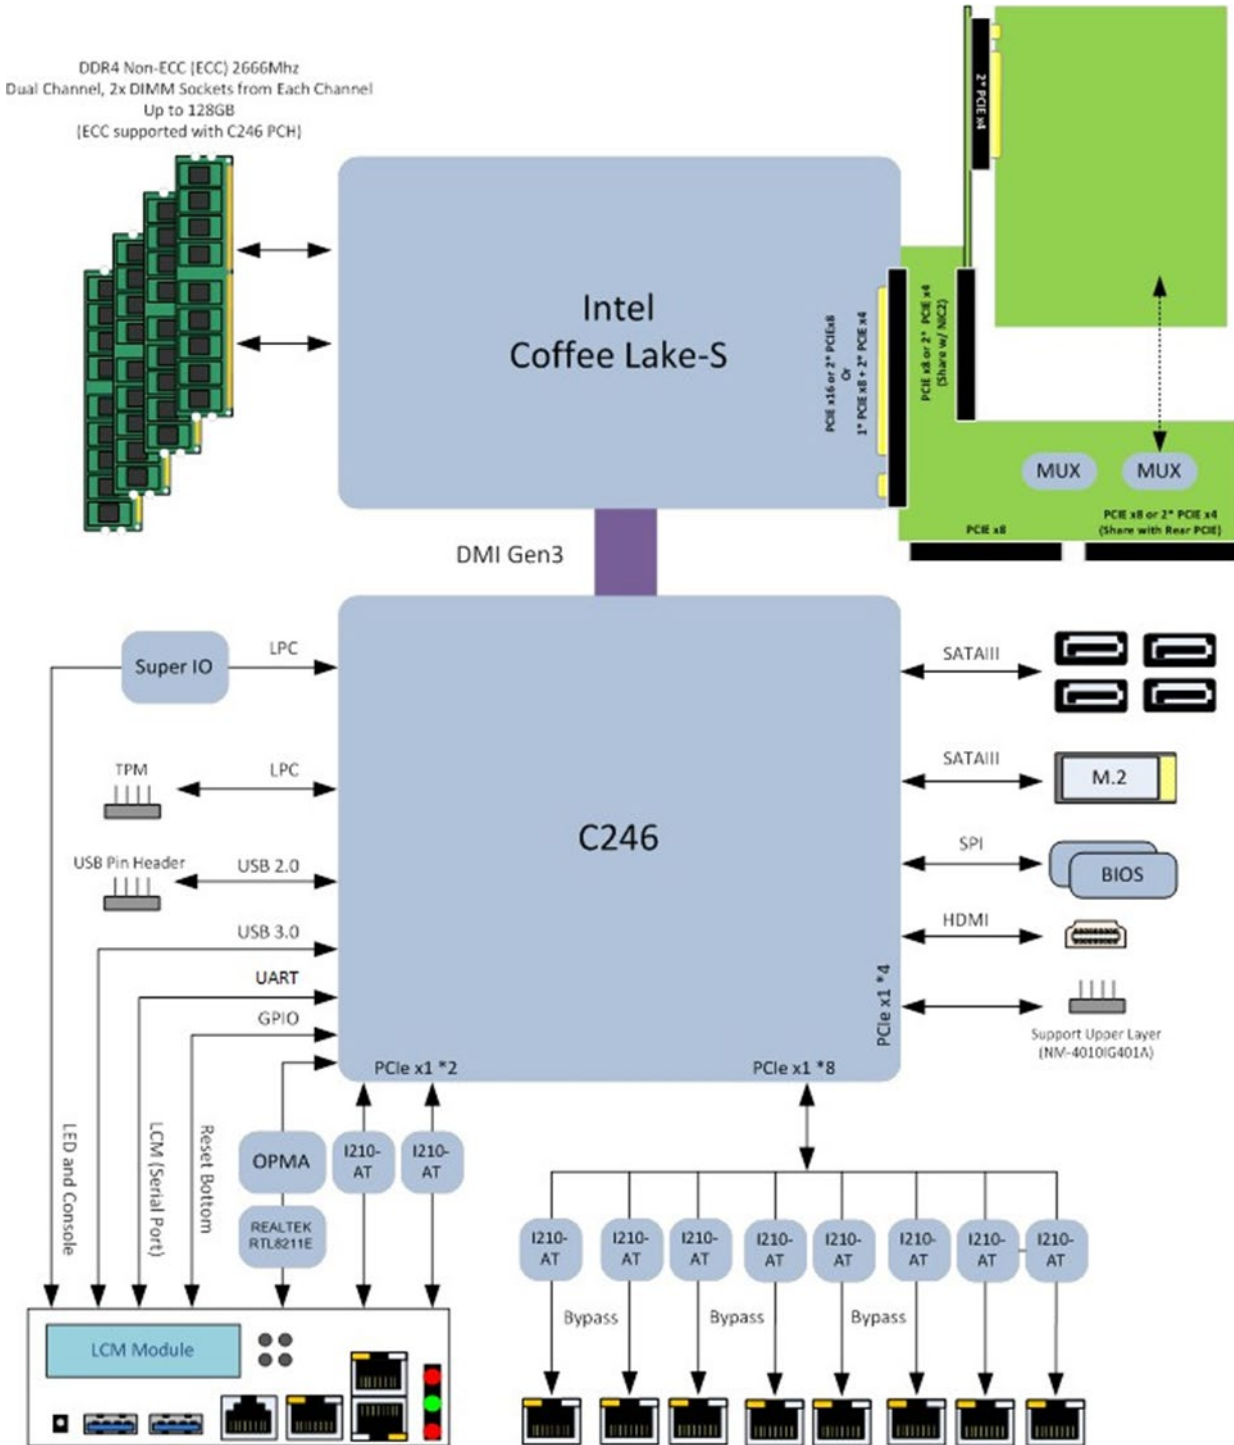 DDR4 Non-ECC (ECC) 2666Mhz
Dual Channel, 2x DIMM Sockets from Each Channel
Up to 128GB
(ECC supported with C246 PCH)
2* PCIE x4
Intel
Coffee Lake-S
PCIE x16 or 2* PCIEx8
Or
1* PCIE x8 + 2* PCIE x4
PCIE x8 or 2* PCIE x4
(Share w/ NIC2)
MUX
MUX
PCIE x8
PCIE x8 or 2* PCIE x4
(Share with Rear PCIE)
DMI Gen3
Super IO
LPC
SATAIII
TPM
LPC
SATAIII
M.2
C246
USB Pin Header
USB 2.0
SPI
BIOS
USB 3.0
HDMI
UART
GPIO
PCIe x1 *4
Support Upper Layer
(NM-4010IG401A)
PCIe x1 *2
PCIe x1 *8
LED and Console
LCM (Serial Port)
Reset Bottom
OPMA
I210-
AT
I210-
AT
REALTEK
RTL8211E
I210-
AT
I210-
AT
I210-
AT
I210-
AT
I210-
AT
I210-
AT
I210-
AT
I210-
AT
Bypass
Bypass
Bypass
LCM Module